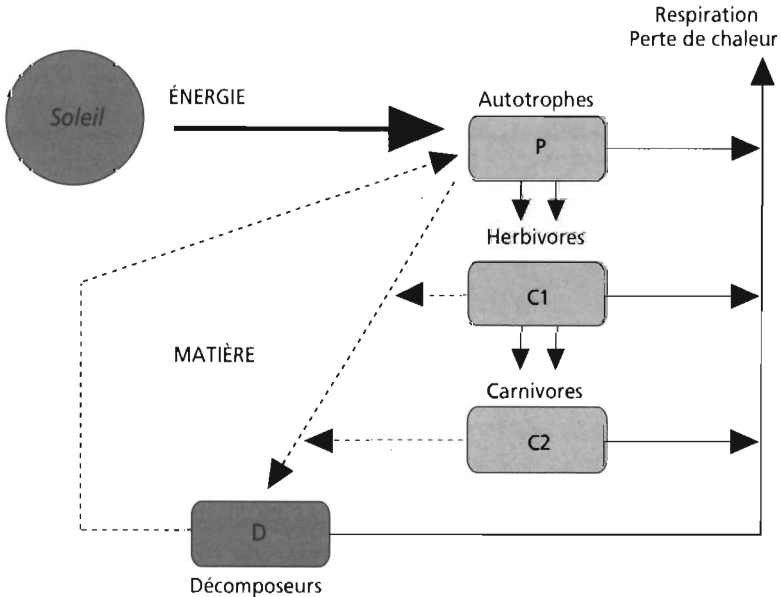 Respiration
Perte de chaleur
Soleil
ÉNERGIE
Autotrophes
P
Herbivores
C1
MATIÈRE
Carnivores
C2
D
Décomposeurs